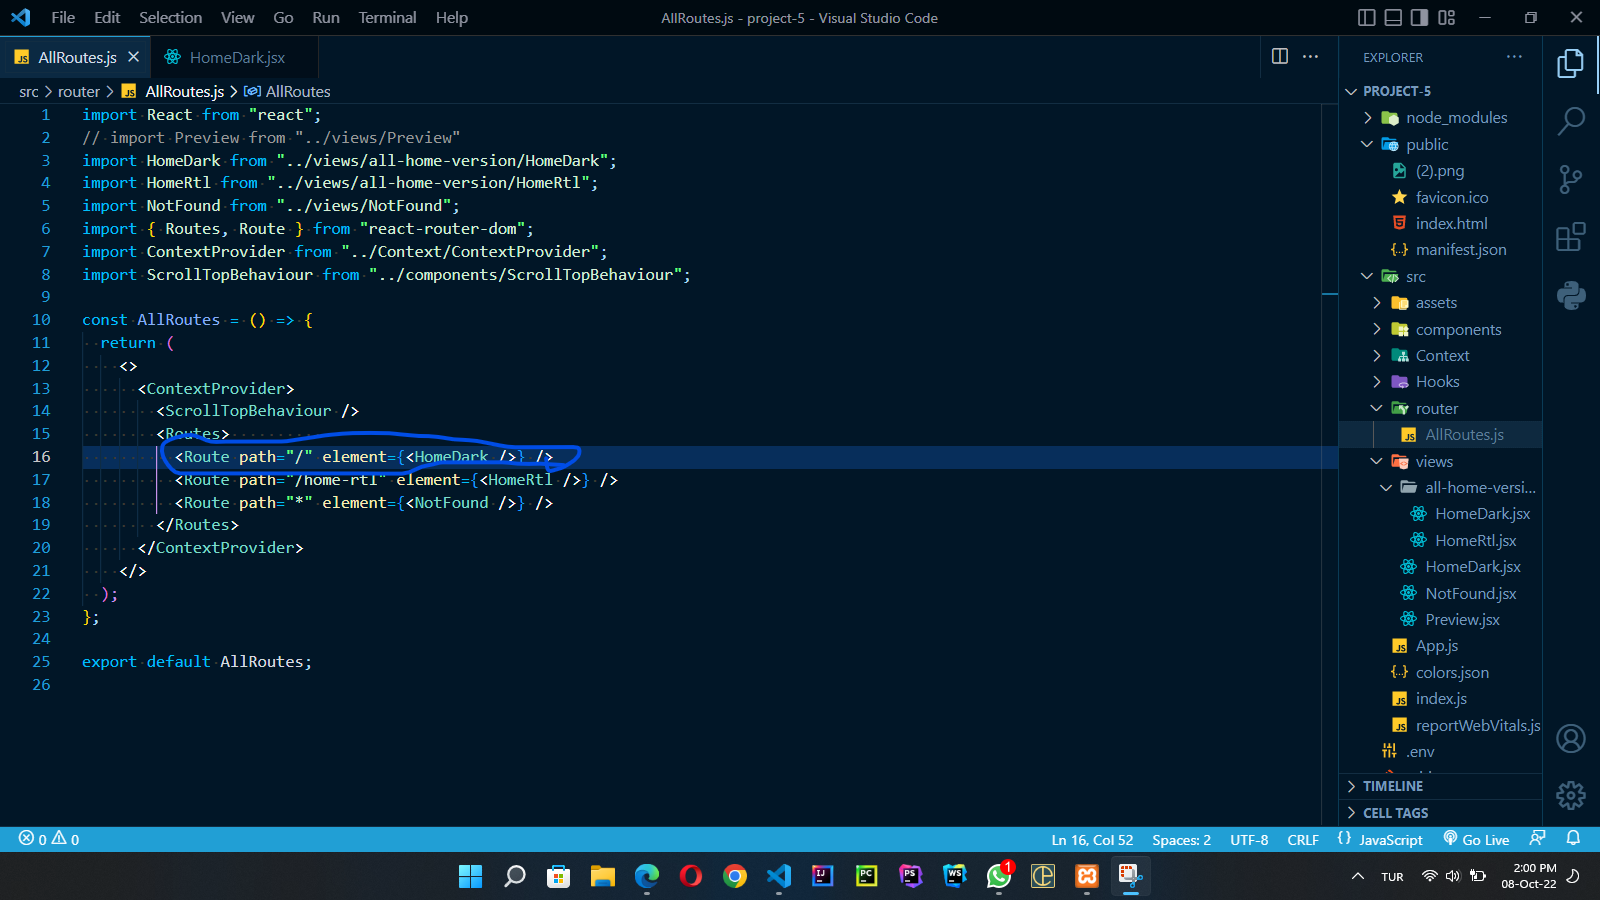 File Edit Selection View Go Run Terminal Help AllRoutes.js - project-5 - Visual Studio Code
JS AllRoutes.js HomeDark.jsx
src > router > JS AllRoutes.js > AllRoutes
1 import React from "react";
2 // import Preview from "../views/Preview"
3 import HomeDark from "../views/all-home-version/HomeDark";
4 import HomeRtl from "../views/all-home-version/HomeRtl";
5 import NotFound from "../views/NotFound";
6 import { Routes, Route } from "react-router-dom";
7 import ContextProvider from "../Context/ContextProvider";
8 import ScrollTopBehaviour from "../components/ScrollTopBehaviour";
9
10 const AllRoutes = () => {
11 return (
12 <>
13 <ContextProvider>
14 <ScrollTopBehaviour />
15 <Routes>
16 <Route path="/" element={<HomeDark />} />
17 <Route path="/home-rtl" element={<HomeRtl />} />
18 <Route path="*" element={<NotFound />} />
19 </Routes>
20 </ContextProvider>
21 </>
22 );
23 };
24
25 export default AllRoutes;
26
EXPLORER
PROJECT-5
node_modules
public
(2).png
favicon.ico
index.html
manifest.json
src
assets
components
Context
Hooks
router
JS AllRoutes.js
views
all-home-versi...
HomeDark.jsx
HomeRtl.jsx
HomeDark.jsx
NotFound.jsx
Preview.jsx
JS App.js
colors.json
JS index.js
JS reportWebVitals.js
.env
TIMELINE
CELL TAGS
0 0 Ln 16, Col 52 Spaces: 2 UTF-8 CRLF JavaScript Go Live
IJ PC PS WS 1 TUR 2:00 PM
08-Oct-22